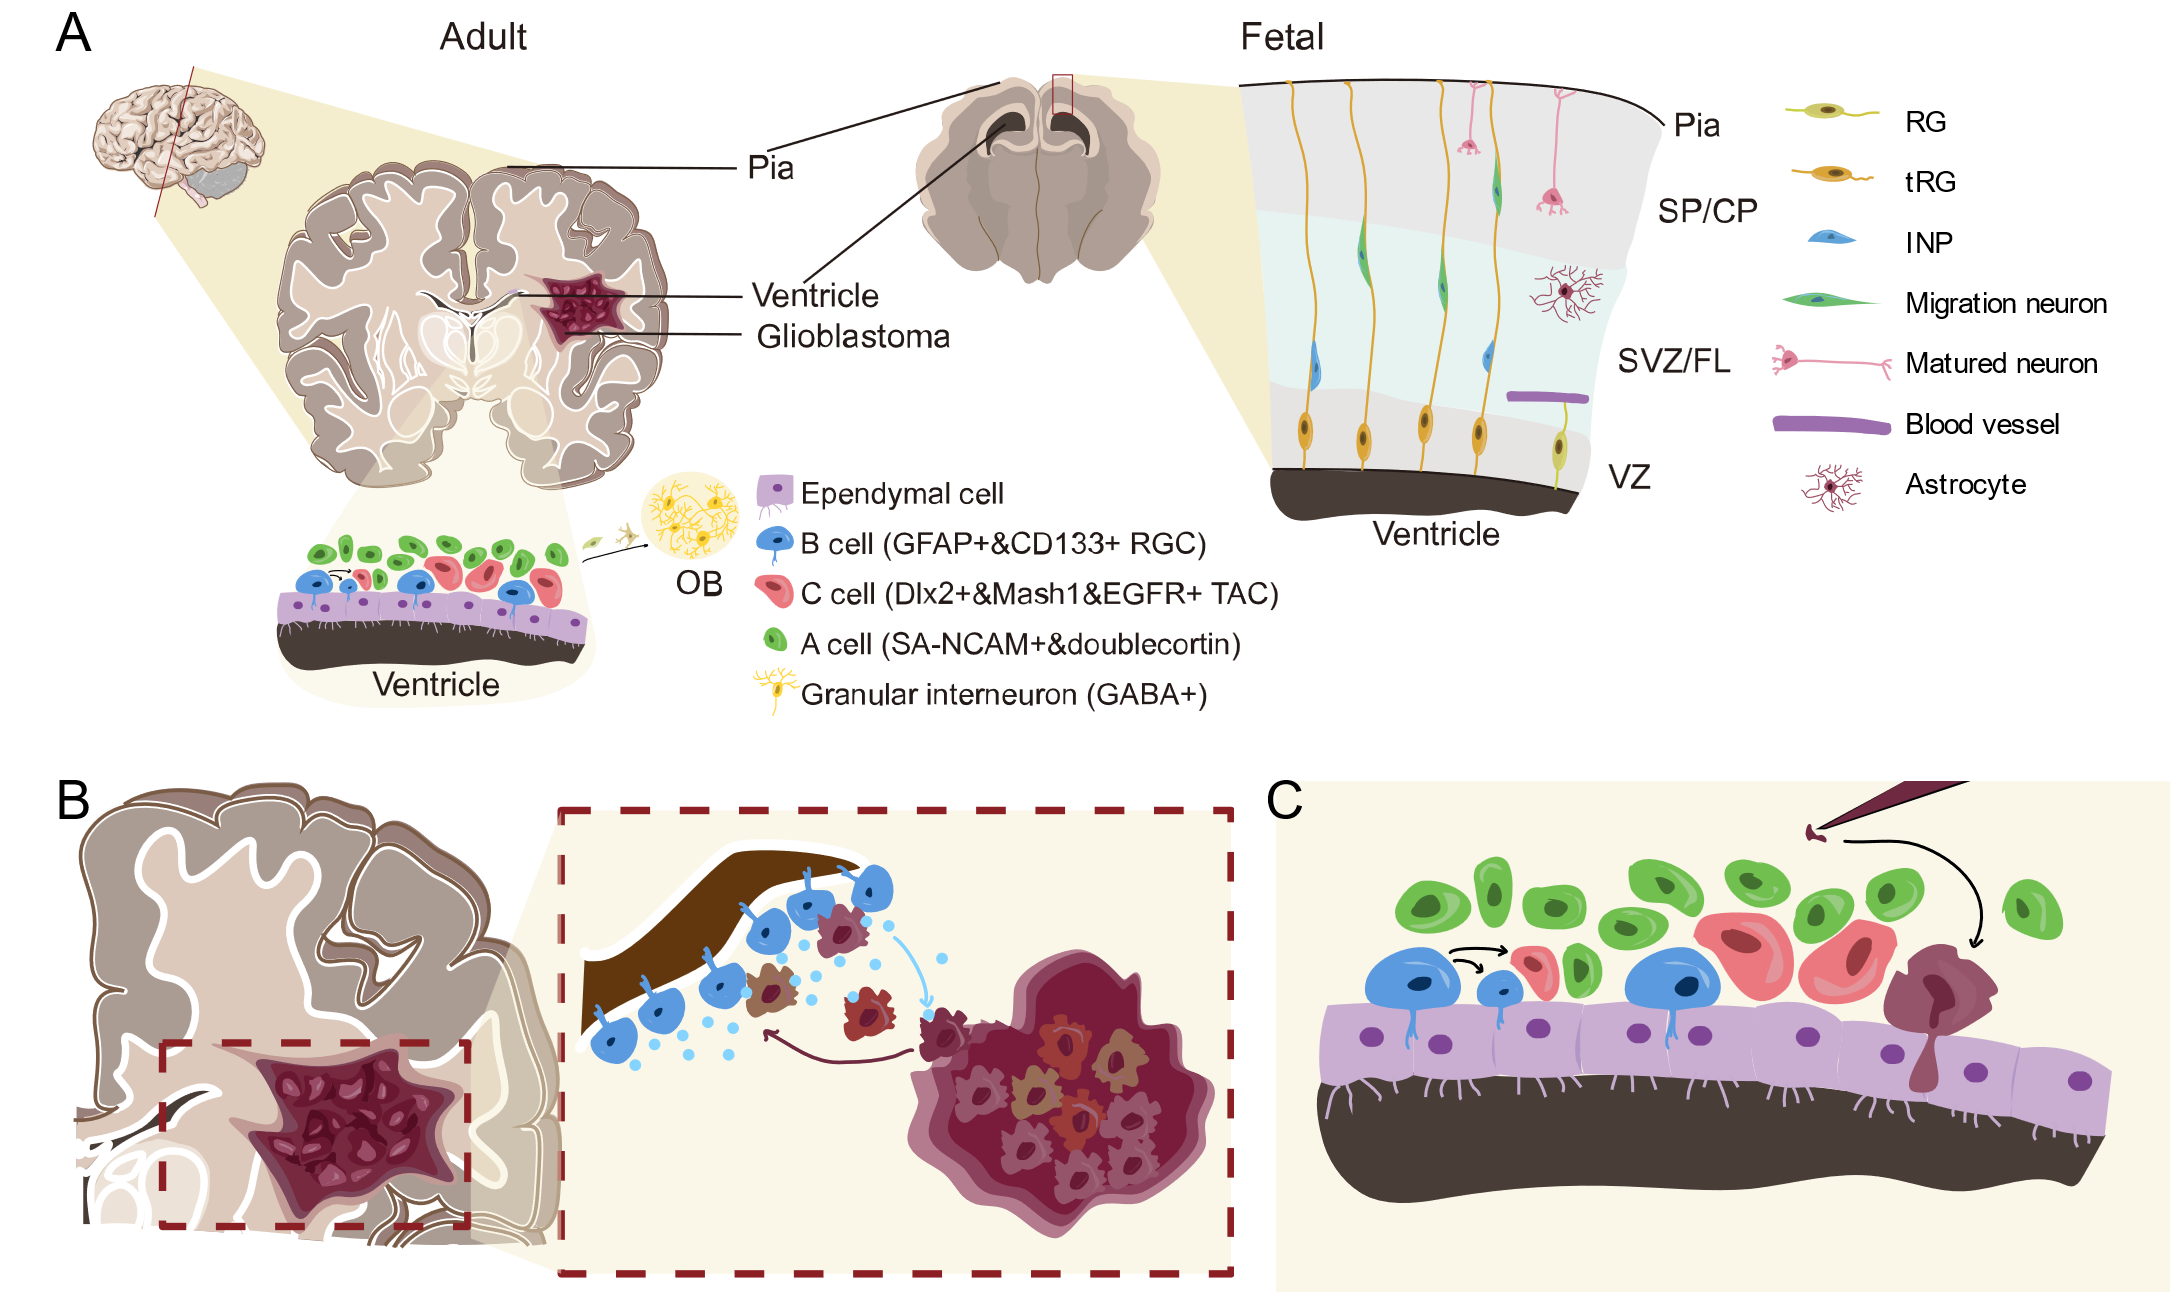 A
Adult
Fetal
Pia
Ventricle
Glioblastoma
Pia
SP/CP
SVZ/FL
VZ
Ventricle
RG
tRG
INP
Migration neuron
Matured neuron
Blood vessel
Astrocyte
OB
Ventricle
Ependymal cell
B cell (GFAP+&CD133+ RGC)
C cell (Dlx2+&Mash1&EGFR+ TAC)
A cell (SA-NCAM+&doublecortin)
Granular interneuron (GABA+)
B
C